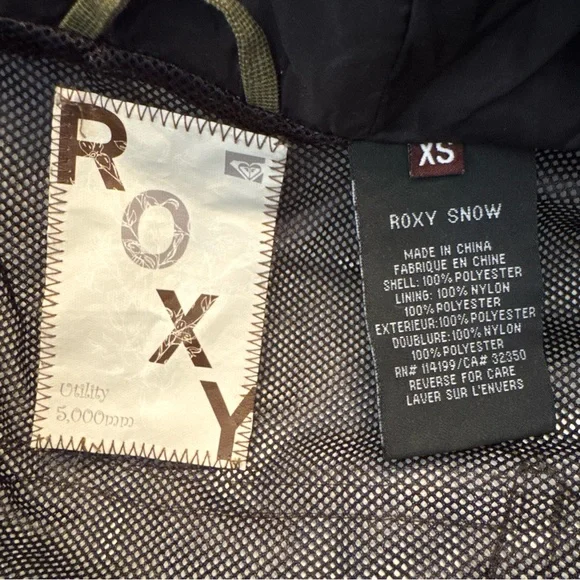 ROXY
Utility
5,000mm
XS
ROXY SNOW
MADE IN CHINA
FABRIQUE EN CHINE
SHELL: 100% POLYESTER
LINING: 100% NYLON
100% POLYESTER
EXTERIEUR: 100% POLYESTER
DOUBLURE: 100% NYLON
100% POLYESTER
RN# 114199/CA# 32350
REVERSE FOR CARE
LAVER SUR L'ENVERS